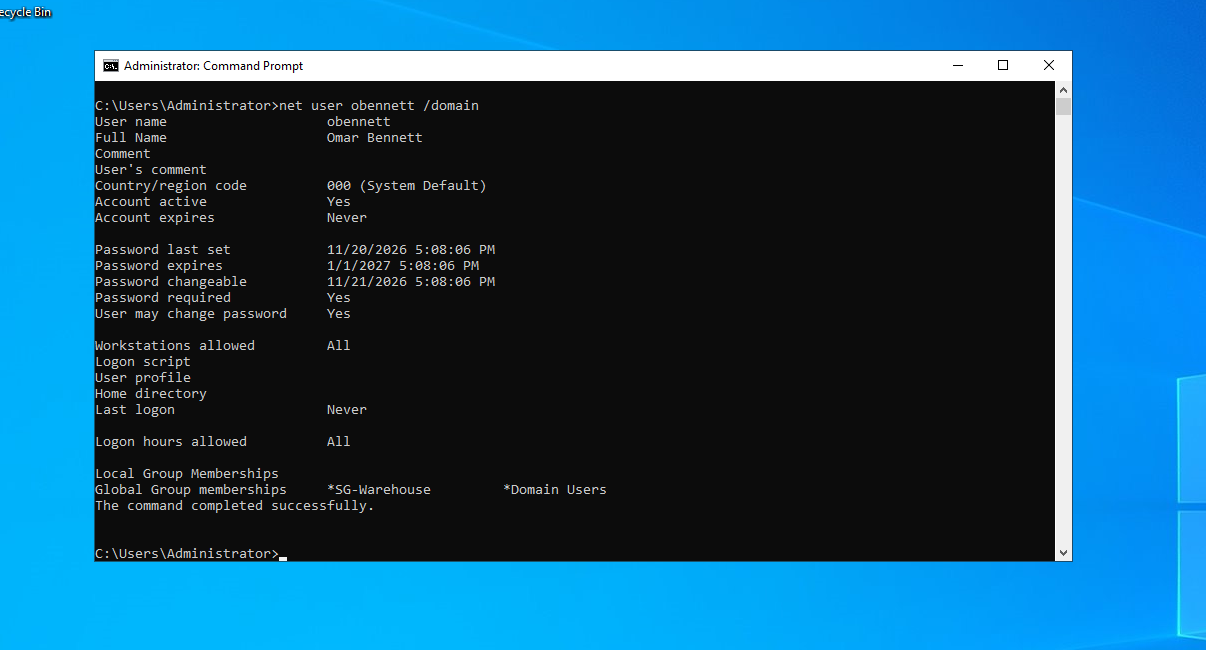 ecycle Bin
Administrator: Command Prompt
C:\Users\Administrator>net user obennett /domain
User name                    obennett
Full Name                    Omar Bennett
Comment
User's comment
Country/region code          000 (System Default)
Account active               Yes
Account expires              Never
Password last set            11/20/2026 5:08:06 PM
Password expires             1/1/2027 5:08:06 PM
Password changeable          11/21/2026 5:08:06 PM
Password required            Yes
User may change password     Yes
Workstations allowed         All
Logon script
User profile
Home directory
Last logon                   Never
Logon hours allowed          All
Local Group Memberships
Global Group memberships     *SG-Warehouse         *Domain Users
The command completed successfully.
C:\Users\Administrator>